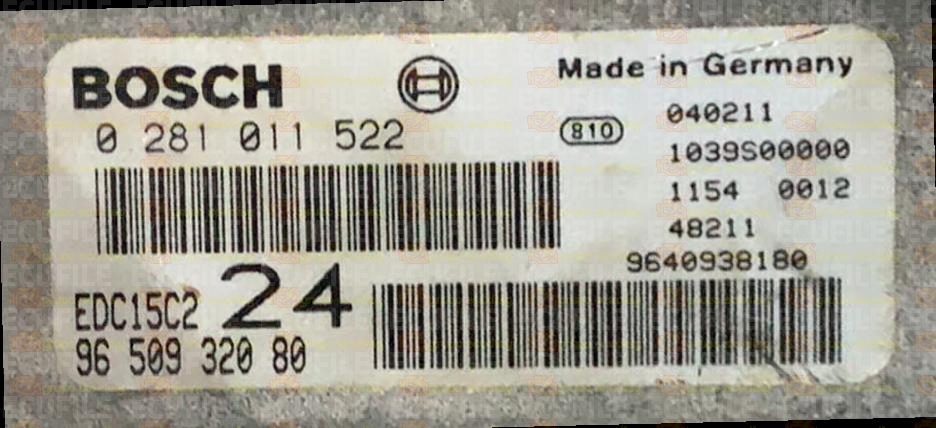 BOSCH
Made in Germany
0 281 011 522
810
040211
1039S00000
1154 0012
48211
9640938180
EDC15C2 24
96 509 320 80